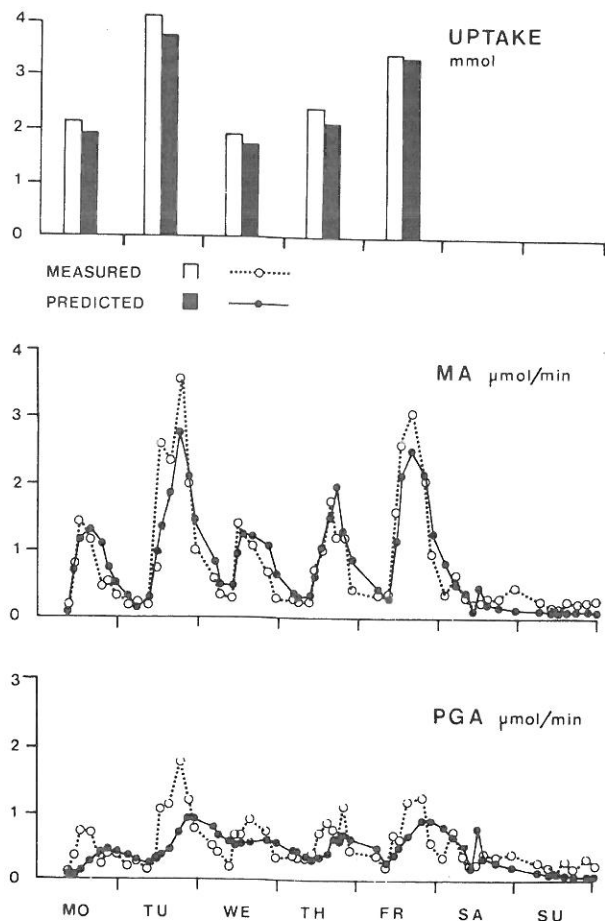 UPTAKE
mmol
4
3
2
1
0
MEASURED
PREDICTED
MA µmol/min
4
3
2
1
0
PGA µmol/min
3
2
1
0
MO TU WE TH FR SA SU